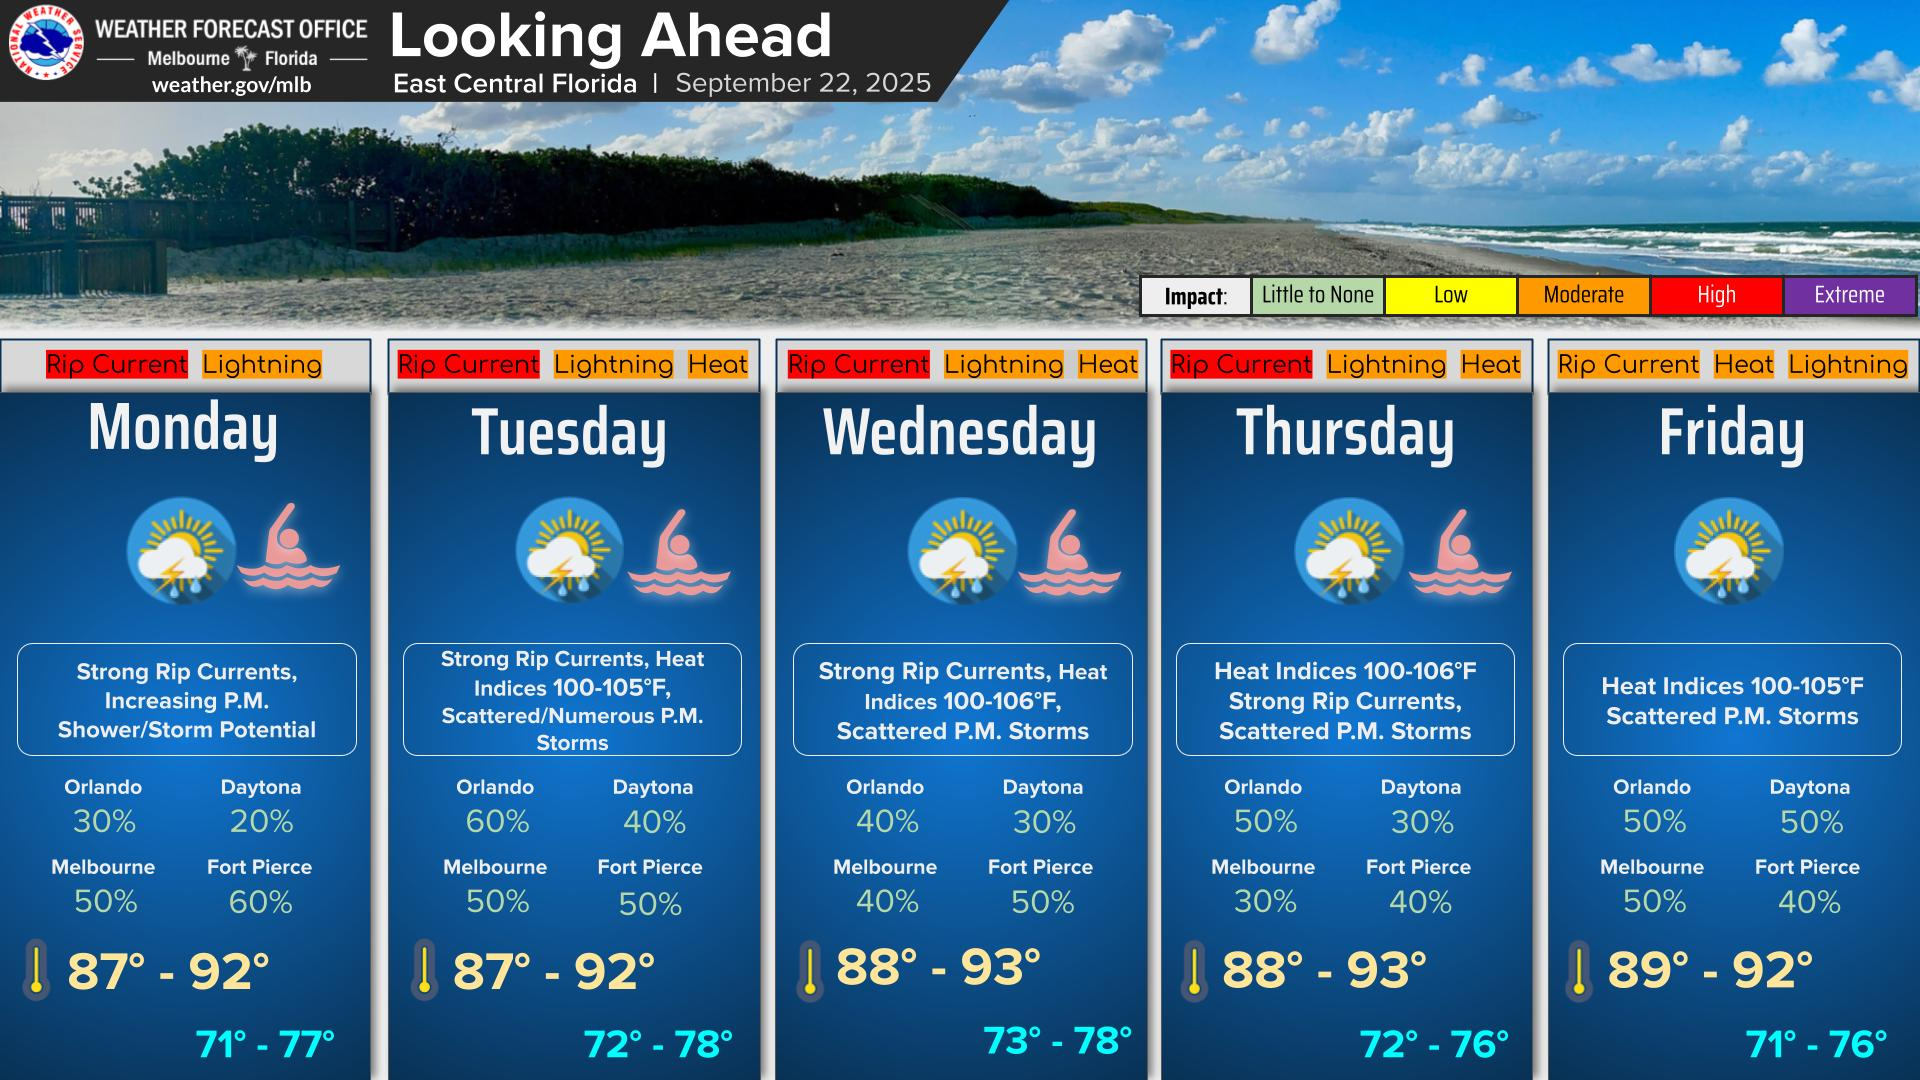 NATIONAL WEATHER SERVICE
WEATHER FORECAST OFFICE
Melbourne Florida
weather.gov/mlb
Looking Ahead
East Central Florida | September 22, 2025
Impact: Little to None Low Moderate High Extreme
Rip Current Lightning
Monday
Strong Rip Currents,
Increasing P.M.
Shower/Storm Potential
Orlando Daytona
30% 20%
Melbourne Fort Pierce
50% 60%
87° - 92°
71° - 77°
Rip Current Lightning Heat
Tuesday
Strong Rip Currents, Heat
Indices 100-105°F,
Scattered/Numerous P.M.
Storms
Orlando Daytona
60% 40%
Melbourne Fort Pierce
50% 50%
87° - 92°
72° - 78°
Rip Current Lightning Heat
Wednesday
Strong Rip Currents, Heat
Indices 100-106°F,
Scattered P.M. Storms
Orlando Daytona
40% 30%
Melbourne Fort Pierce
40% 50%
88° - 93°
73° - 78°
Rip Current Lightning Heat
Thursday
Heat Indices 100-106°F
Strong Rip Currents,
Scattered P.M. Storms
Orlando Daytona
50% 30%
Melbourne Fort Pierce
30% 40%
88° - 93°
72° - 76°
Rip Current Heat Lightning
Friday
Heat Indices 100-105°F
Scattered P.M. Storms
Orlando Daytona
50% 50%
Melbourne Fort Pierce
50% 40%
89° - 92°
71° - 76°